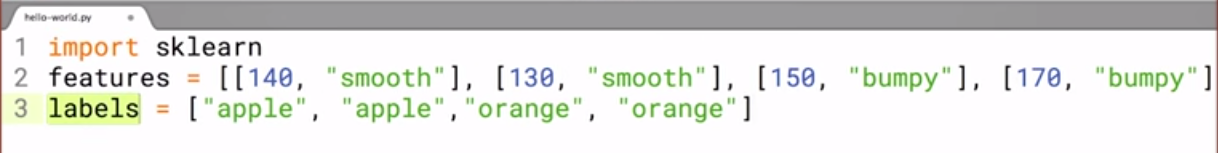 hello-world.py
1 import sklearn
2 features = [[140, "smooth"], [130, "smooth"], [150, "bumpy"], [170, "bumpy"]
3 labels = ["apple", "apple","orange", "orange"]